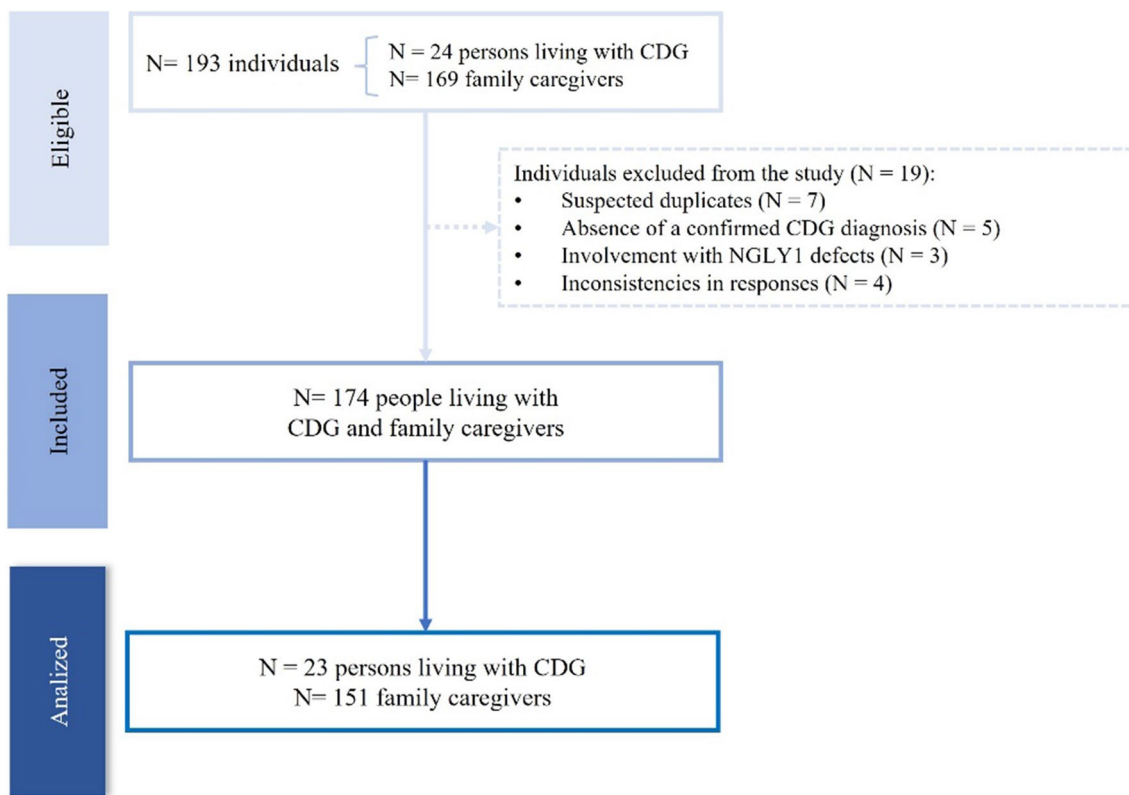 Eligible
N= 193 individuals
N = 24 persons living with CDG
N= 169 family caregivers
Individuals excluded from the study (N = 19):
• Suspected duplicates (N = 7)
• Absence of a confirmed CDG diagnosis (N = 5)
• Involvement with NGLY1 defects (N = 3)
• Inconsistencies in responses (N = 4)
Included
N= 174 people living with
CDG and family caregivers
Analized
N = 23 persons living with CDG
N= 151 family caregivers